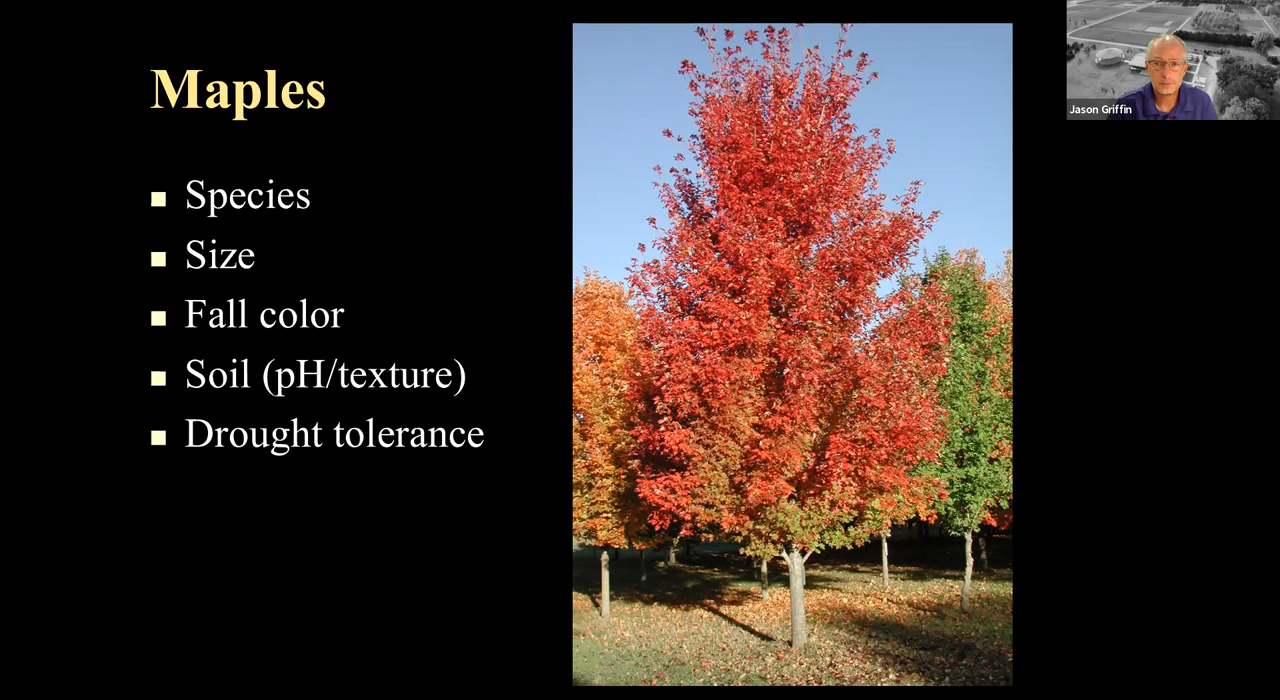 Maples
Species
Size
Fall color
Soil (pH/texture)
Drought tolerance
Jason Griffin